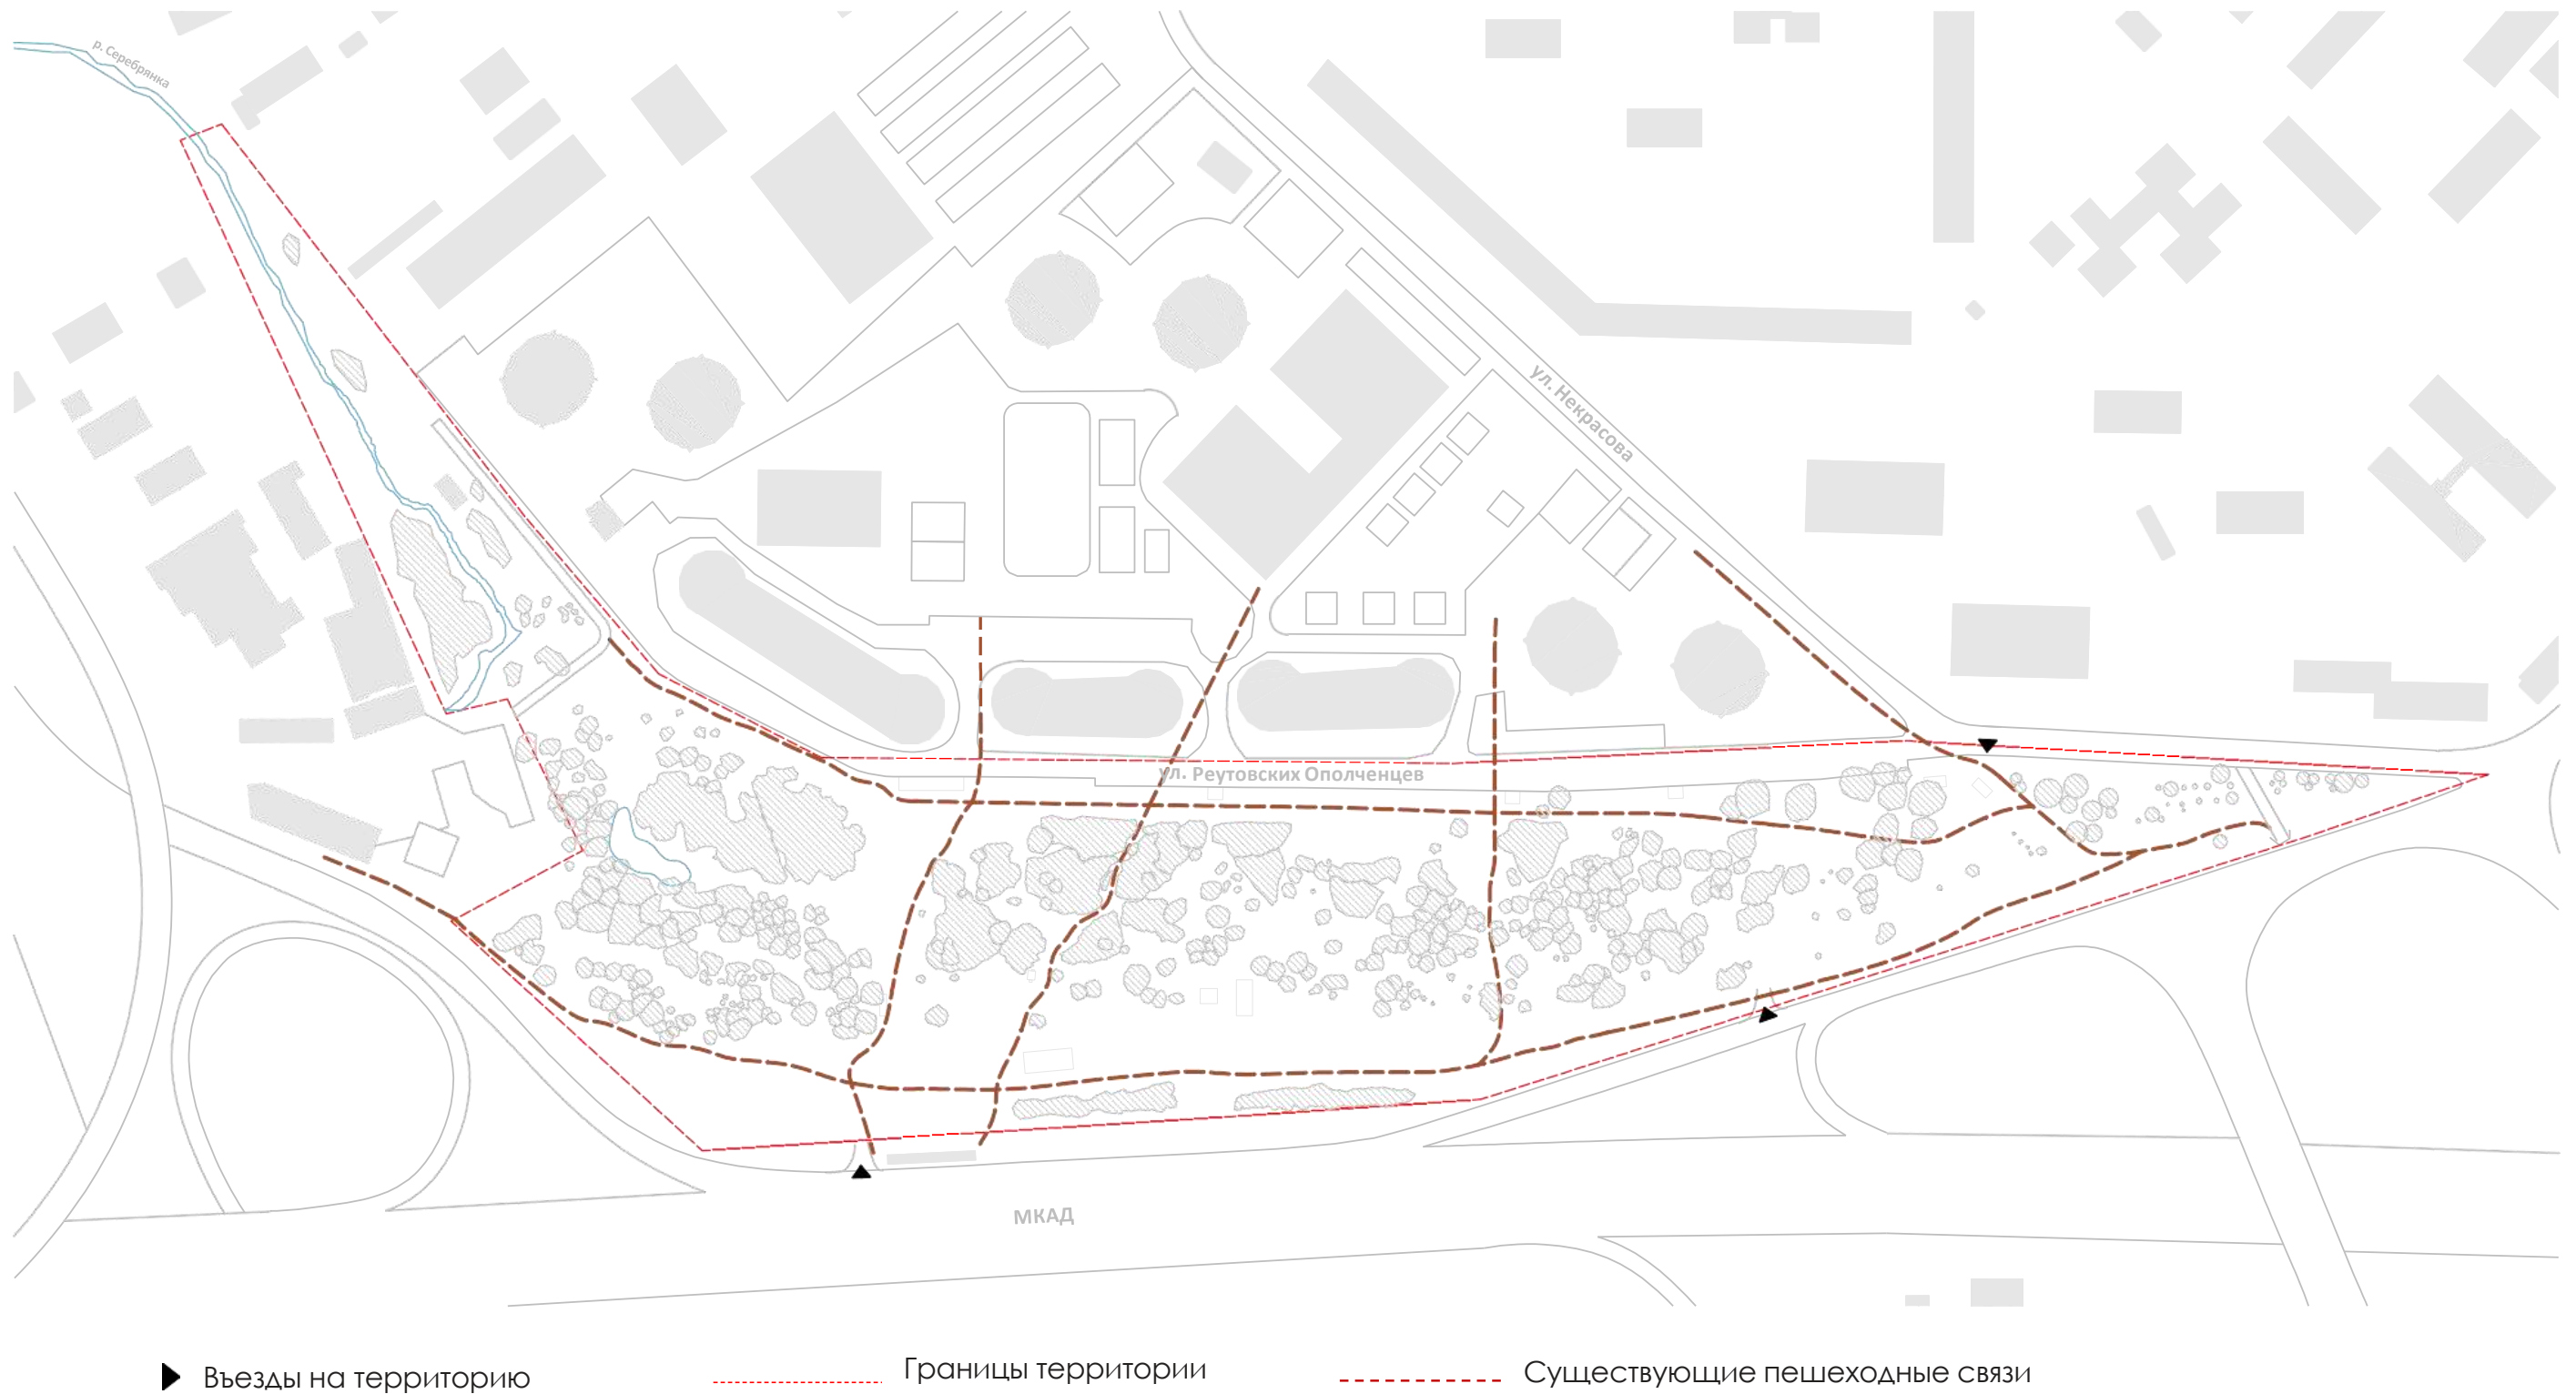 р. Серебрянка
ул. Некрасова
ул. Реутовских Ополченцев
МКАД
Въезды на территорию
Границы территории
Существующие пешеходные связи